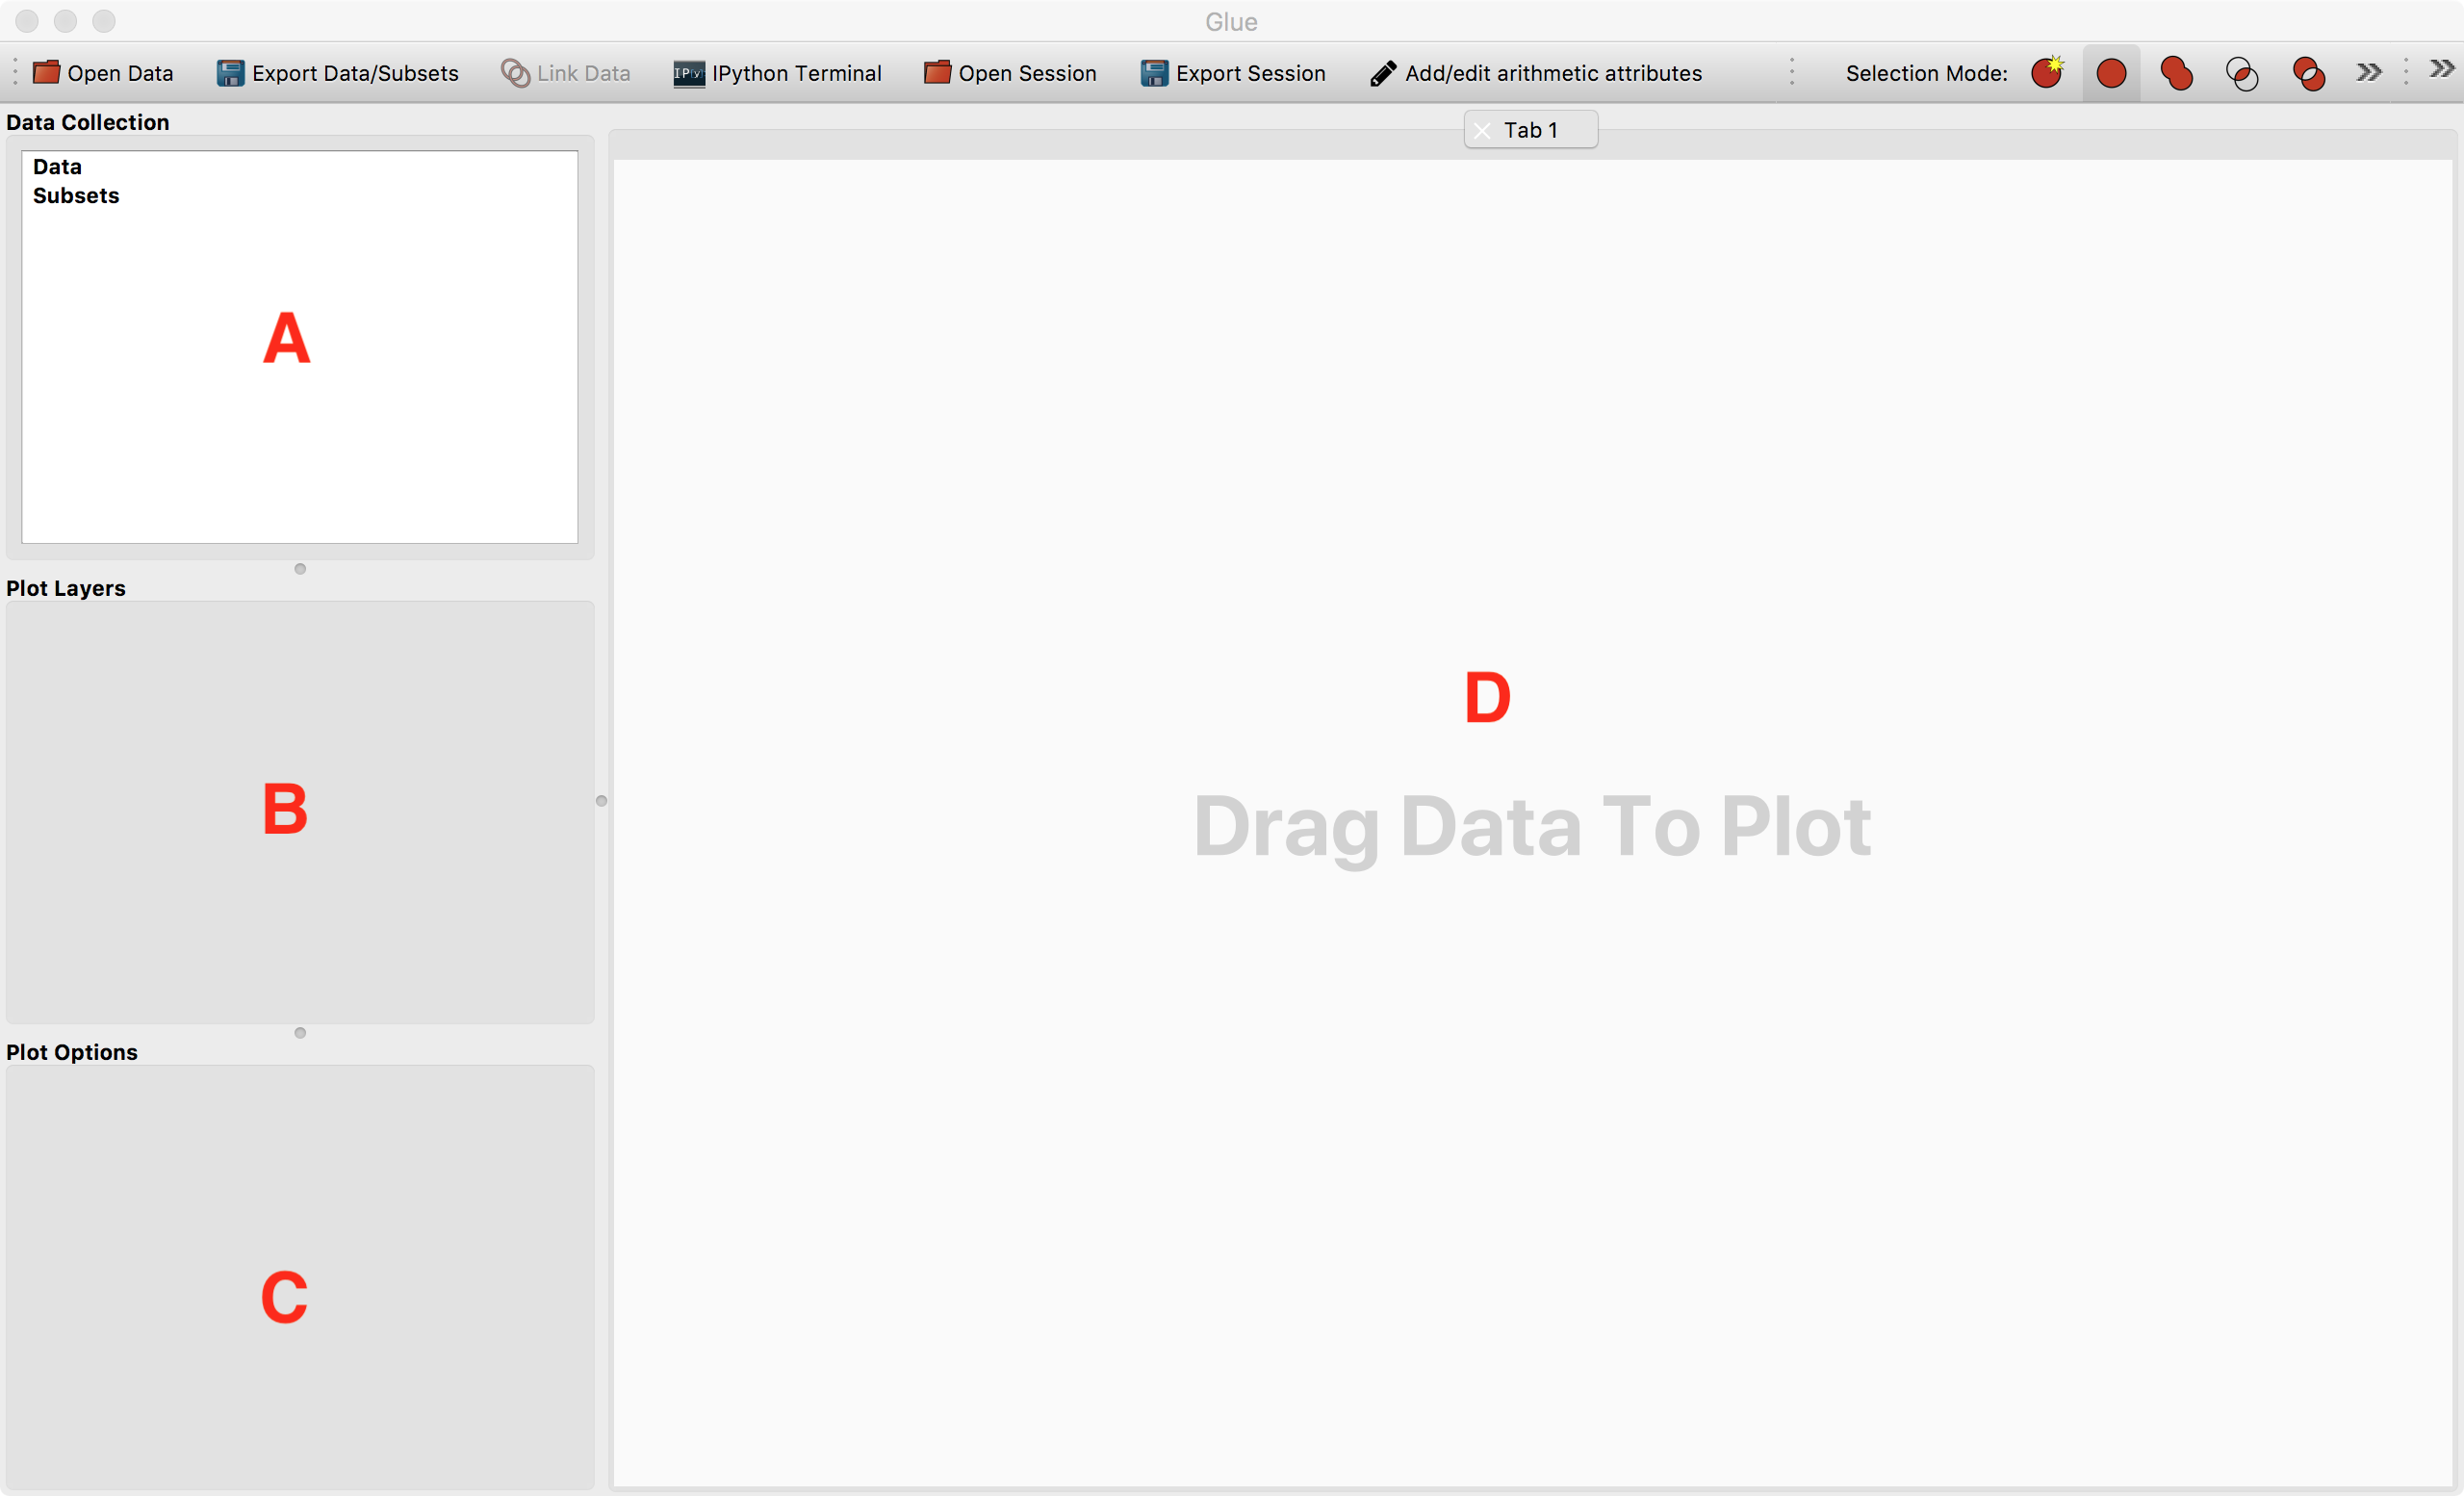 Glue
Open Data Export Data/Subsets Link Data IPython Terminal Open Session Export Session Add/edit arithmetic attributes Selection Mode:
Data Collection
Tab 1
Data
Subsets
A
Plot Layers
B
D
Drag Data To Plot
Plot Options
C